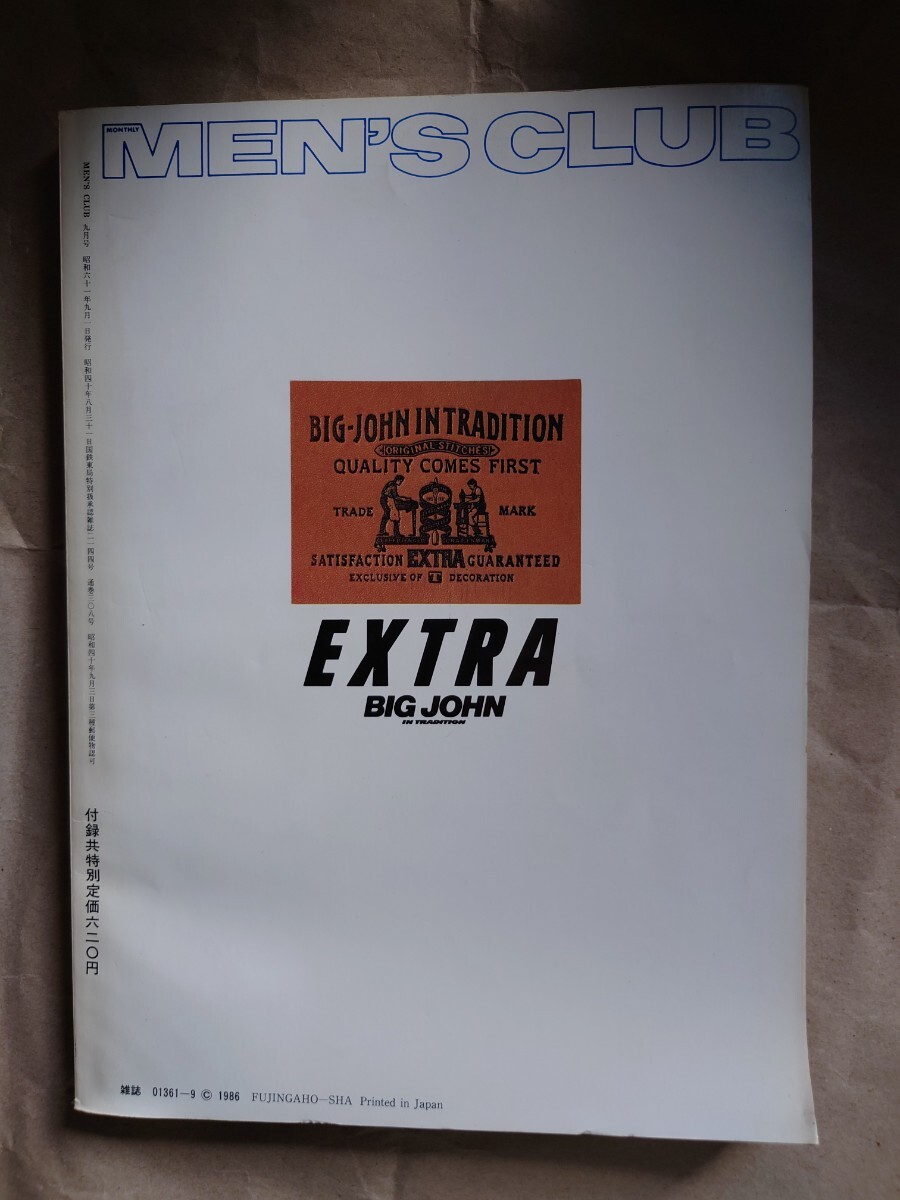 MONTHLY
MEN'S CLUB
MEN'S CLUB 九月号 昭和六十一年九月一日発行 昭和四十年八月三十一日国鉄東局特別扱承認雑誌二一四四号 通巻三〇八号 昭和四十年九月三日第三種郵便物認可
付録共特別定価六二〇円
BIG-JOHN IN TRADITION
ORIGINAL STITCHES
QUALITY COMES FIRST
TRADE MARK
SATISFACTION EXTRA GUARANTEED
EXCLUSIVE OF T DECORATION
EXTRA
BIG JOHN
IN TRADITION
雑誌 01361—9 © 1986 FUJINGAHO—SHA Printed in Japan